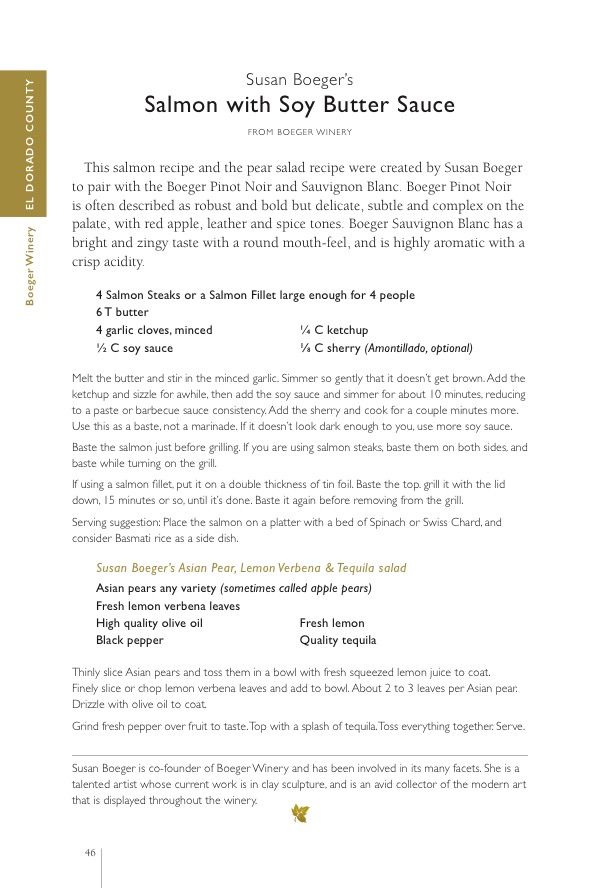 EL DORADO COUNTY
Boeger Winery
Susan Boeger's
Salmon with Soy Butter Sauce
FROM BOEGER WINERY
This salmon recipe and the pear salad recipe were created by Susan Boeger
to pair with the Boeger Pinot Noir and Sauvignon Blanc. Boeger Pinot Noir
is often described as robust and bold but delicate, subtle and complex on the
palate, with red apple, leather and spice tones. Boeger Sauvignon Blanc has a
bright and zingy taste with a round mouth-feel, and is highly aromatic with a
crisp acidity.
4 Salmon Steaks or a Salmon Fillet large enough for 4 people
6 T butter
4 garlic cloves, minced
¼ C ketchup
½ C soy sauce
⅛ C sherry (Amontillado, optional)
Melt the butter and stir in the minced garlic. Simmer so gently that it doesn't get brown. Add the
ketchup and sizzle for awhile, then add the soy sauce and simmer for about 10 minutes, reducing
to a paste or barbecue sauce consistency. Add the sherry and cook for a couple minutes more.
Use this as a baste, not a marinade. If it doesn't look dark enough to you, use more soy sauce.
Baste the salmon just before grilling. If you are using salmon steaks, baste them on both sides, and
baste while turning on the grill.
If using a salmon fillet, put it on a double thickness of tin foil. Baste the top. grill it with the lid
down, 15 minutes or so, until it's done. Baste it again before removing from the grill.
Serving suggestion: Place the salmon on a platter with a bed of Spinach or Swiss Chard, and
consider Basmati rice as a side dish.
Susan Boeger's Asian Pear, Lemon Verbena & Tequila salad
Asian pears any variety (sometimes called apple pears)
Fresh lemon verbena leaves
High quality olive oil
Fresh lemon
Black pepper
Quality tequila
Thinly slice Asian pears and toss them in a bowl with fresh squeezed lemon juice to coat.
Finely slice or chop lemon verbena leaves and add to bowl. About 2 to 3 leaves per Asian pear.
Drizzle with olive oil to coat.
Grind fresh pepper over fruit to taste. Top with a splash of tequila. Toss everything together. Serve.
Susan Boeger is co-founder of Boeger Winery and has been involved in its many facets. She is a
talented artist whose current work is in clay sculpture, and is an avid collector of the modern art
that is displayed throughout the winery.
46